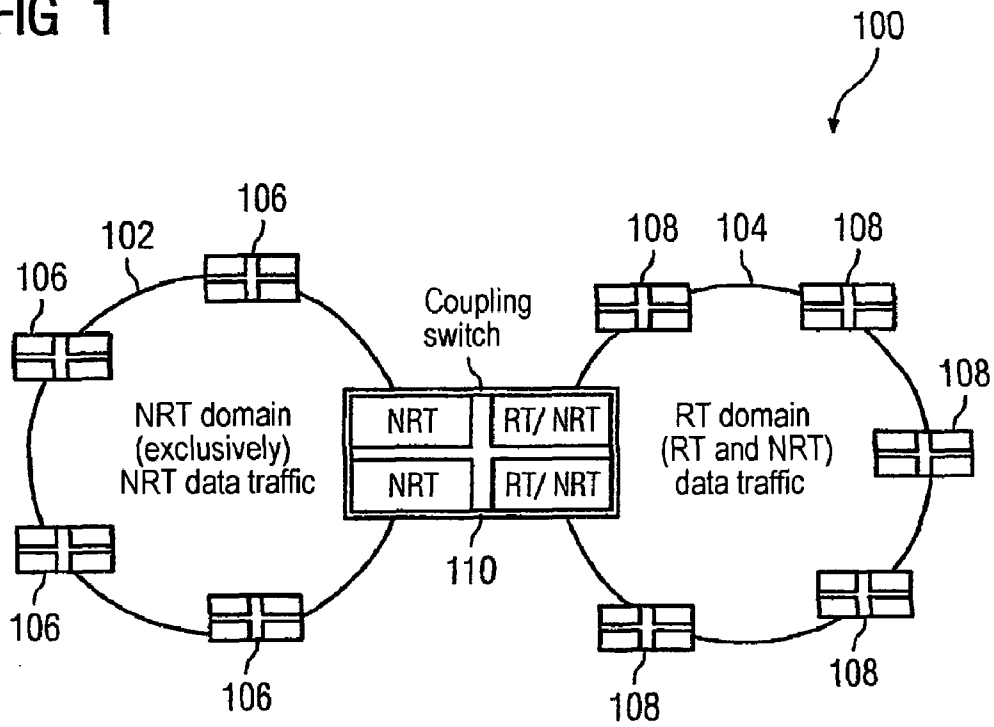 FIG 1
100
106
102
106
108
104
108
Coupling
switch
108
NRT domain
(exclusively)
NRT data traffic
NRT
RT/ NRT
NRT
RT/ NRT
RT domain
(RT and NRT)
data traffic
110
106
106
108
108